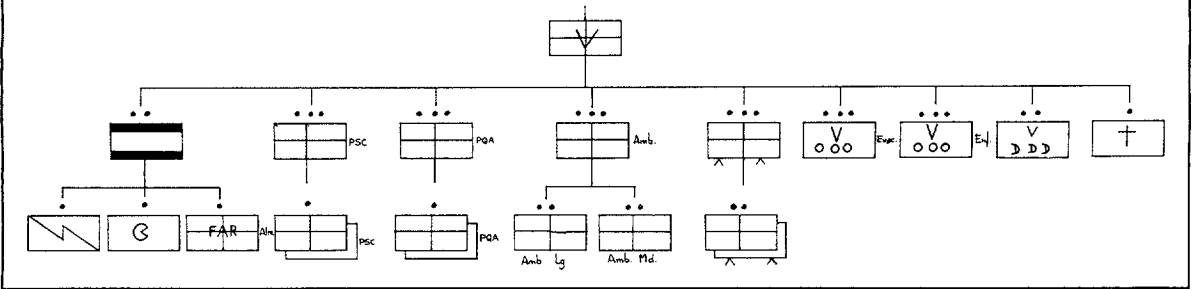 V
PSC
PQA
Amb.
V
Evac.
V
Enf.
V
D D D
FAR
Alm.
PSC
PQA
Amb Lg
Amb. Md.